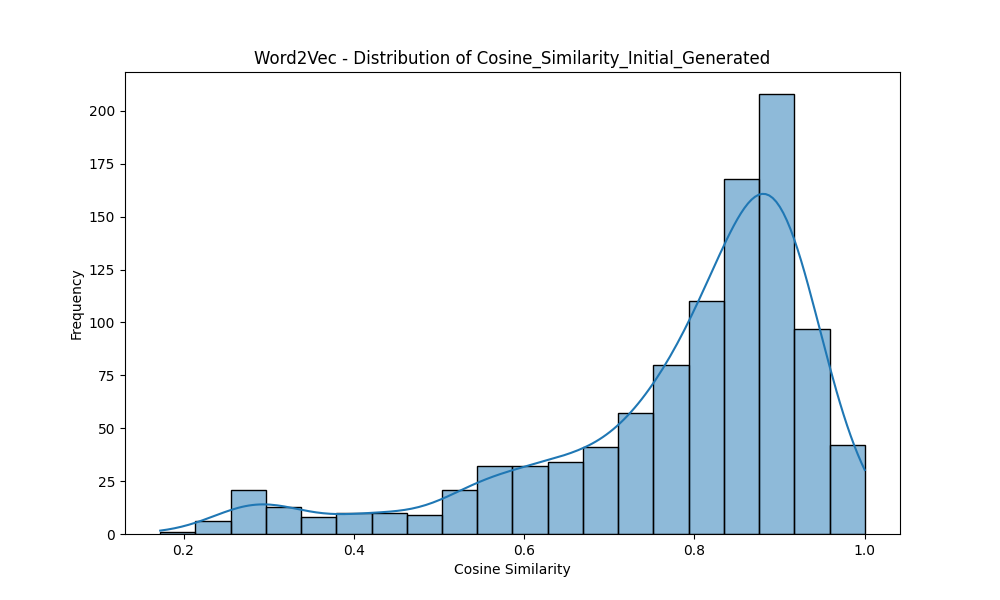 Word2Vec - Distribution of Cosine_Similarity_Initial_Generated
200
175
150
125
100
75
50
25
0
Frequency
0.2 0.4 0.6 0.8 1.0
Cosine Similarity